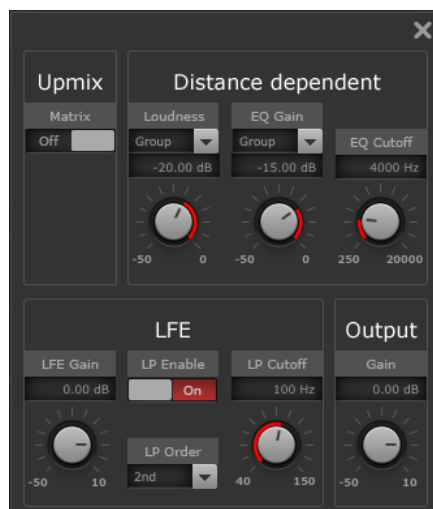 Upmix Distance dependent
Matrix Loudness EQ Gain
Off Group Group EQ Cutoff
-20.00 dB -15.00 dB 4000 Hz
-50 0 -50 0 250 20000
LFE Output
LFE Gain LP Enable LP Cutoff Gain
0.00 dB On 100 Hz 0.00 dB
LP Order
-50 10 2nd 40 150 -50 10